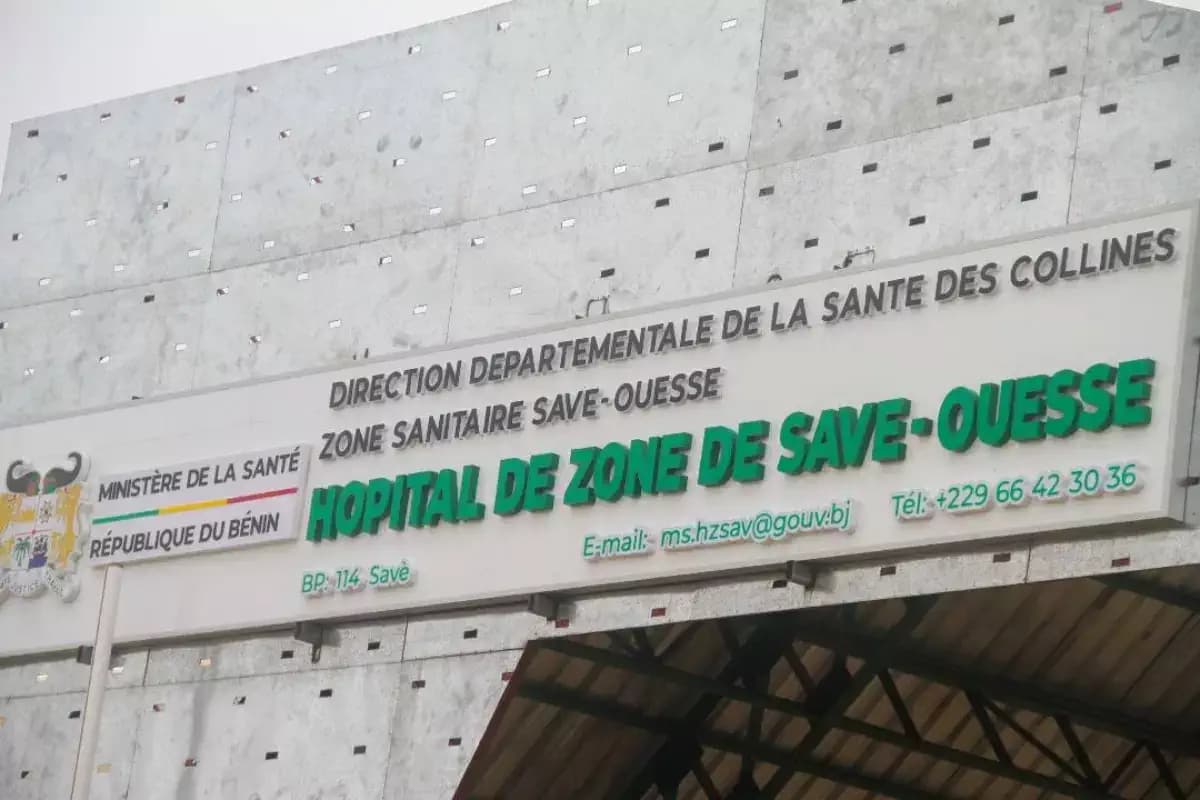 DIRECTION DEPARTEMENTALE DE LA SANTE DES COLLINES
ZONE SANITAIRE SAVE-OUESSE
MINISTÈRE DE LA SANTÉ
RÉPUBLIQUE DU BÉNIN
HOPITAL DE ZONE DE SAVE-OUESSE
BP: 114 Savè
E-mail: ms.hzsav@gouv.bj
Tél: +229 66 42 30 36